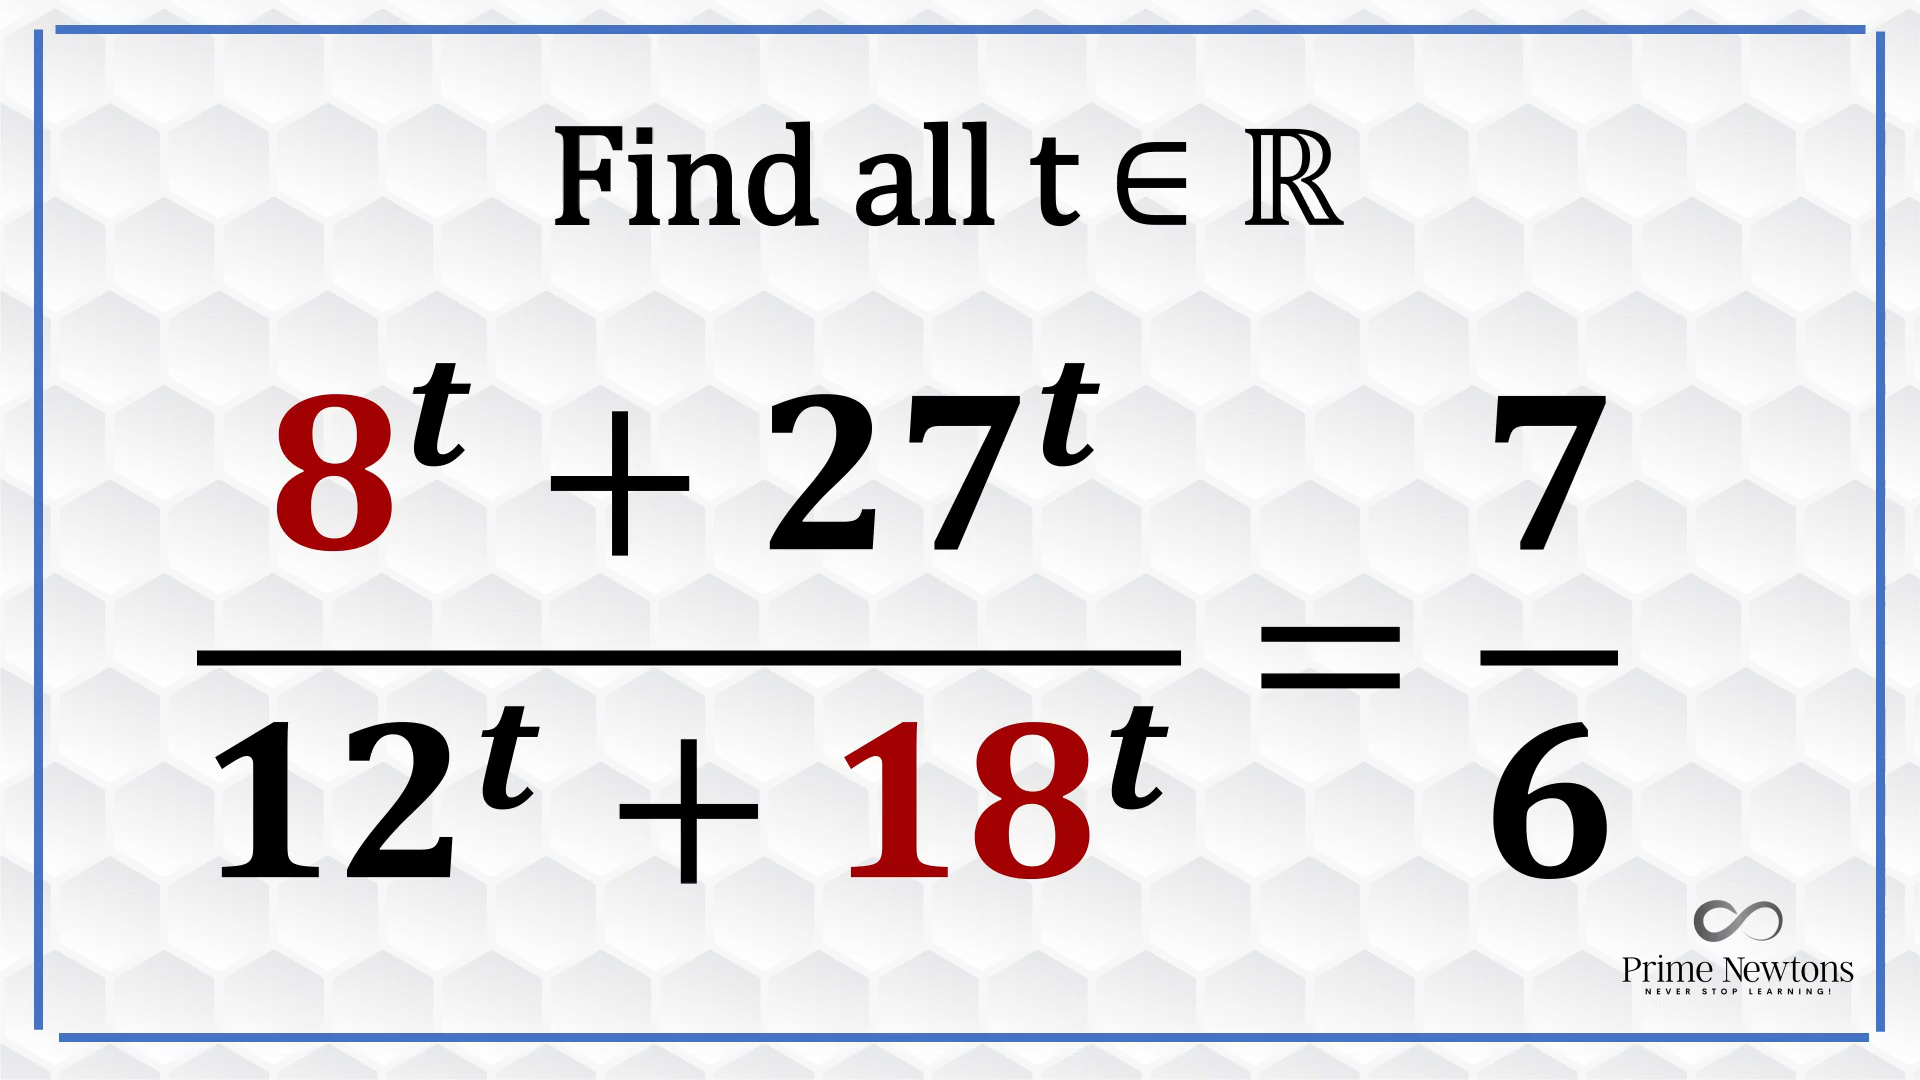 Find all t ∈ ℝ
8^t + 27^t
12^t + 18^t
=
7
6
Prime Newtons
NEVER STOP LEARNING!